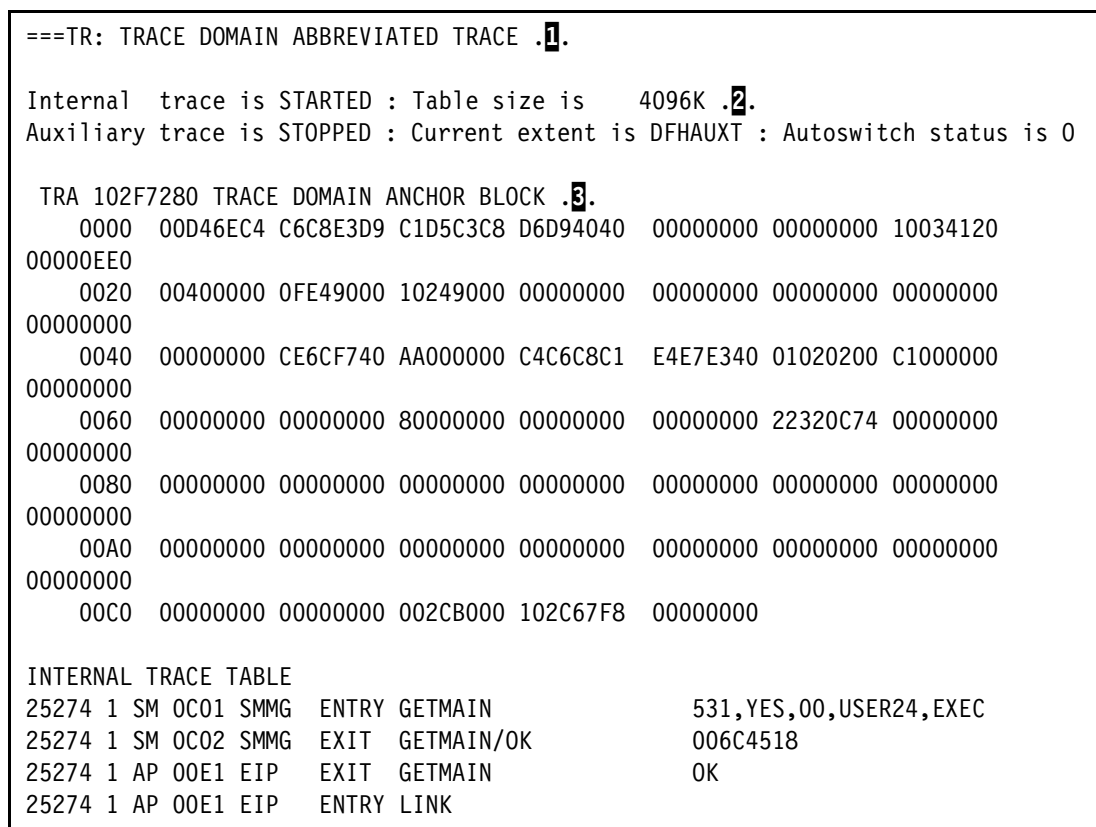 ===TR: TRACE DOMAIN ABBREVIATED TRACE .1.
Internal  trace is STARTED : Table size is    4096K .2.
Auxiliary trace is STOPPED : Current extent is DFHAUXT : Autoswitch status is O
TRA 102F7280 TRACE DOMAIN ANCHOR BLOCK .3.
0000  00D46EC4 C6C8E3D9 C1D5C3C8 D6D94040  00000000 00000000 10034120
00000EE0
0020  00400000 0FE49000 10249000 00000000  00000000 00000000 00000000
00000000
0040  00000000 CE6CF740 AA000000 C4C6C8C1  E4E7E340 01020200 C1000000
00000000
0060  00000000 00000000 80000000 00000000  00000000 22320C74 00000000
00000000
0080  00000000 00000000 00000000 00000000  00000000 00000000 00000000
00000000
00A0  00000000 00000000 00000000 00000000  00000000 00000000 00000000
00000000
00C0  00000000 00000000 002CB000 102C67F8  00000000
INTERNAL TRACE TABLE
25274 1 SM 0C01 SMMG  ENTRY GETMAIN                531,YES,00,USER24,EXEC
25274 1 SM 0C02 SMMG  EXIT  GETMAIN/OK             006C4518
25274 1 AP 00E1 EIP   EXIT  GETMAIN                OK
25274 1 AP 00E1 EIP   ENTRY LINK